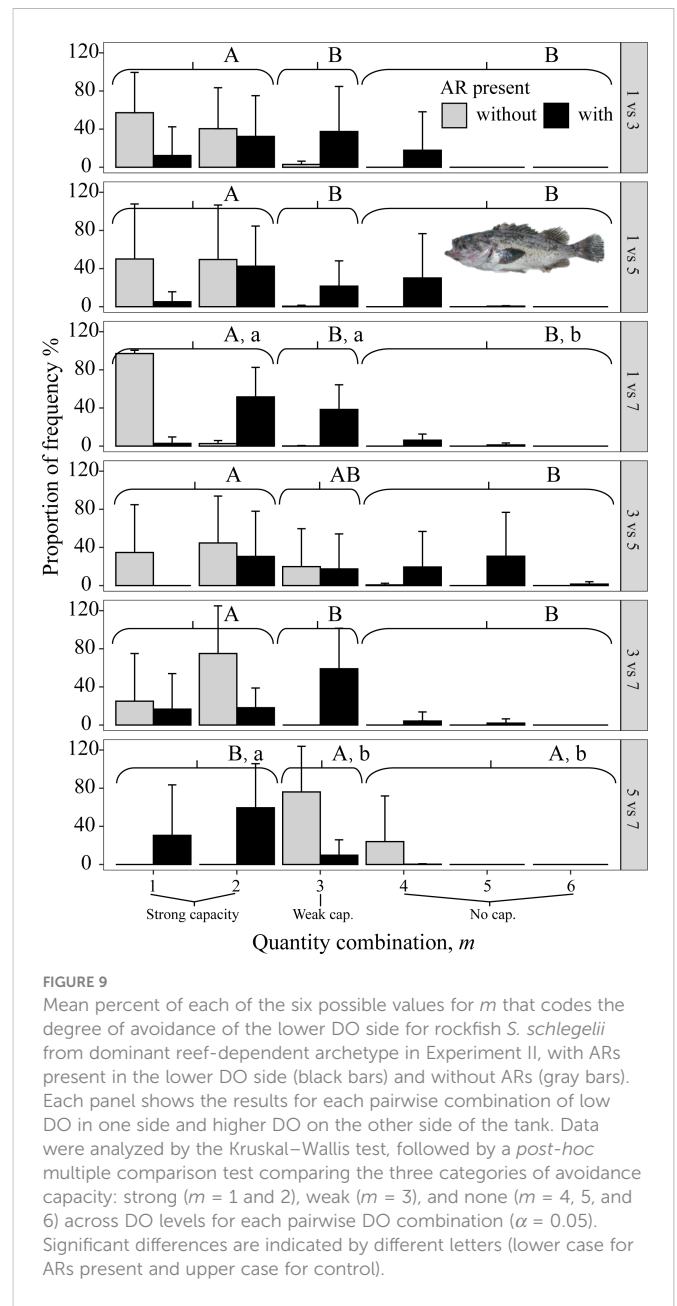 Proportion of frequency %
120
80
40
0
A B B
AR present
without with
1 vs 3
120
80
40
0
A B B
1 vs 5
120
80
40
0
A, a B, a B, b
1 vs 7
120
80
40
0
A AB B
3 vs 5
120
80
40
0
A B B
3 vs 7
120
80
40
0
B, a A, b A, b
5 vs 7
1 2 3 4 5 6
Strong capacity Weak cap. No cap.
Quantity combination, m
FIGURE 9
Mean percent of each of the six possible values for m that codes the
degree of avoidance of the lower DO side for rockfish S. schlegelii
from dominant reef-dependent archetype in Experiment II, with ARs
present in the lower DO side (black bars) and without ARs (gray bars).
Each panel shows the results for each pairwise combination of low
DO in one side and higher DO on the other side of the tank. Data
were analyzed by the Kruskal–Wallis test, followed by a post-hoc
multiple comparison test comparing the three categories of avoidance
capacity: strong (m = 1 and 2), weak (m = 3), and none (m = 4, 5, and
6) across DO levels for each pairwise DO combination (α = 0.05).
Significant differences are indicated by different letters (lower case for
ARs present and upper case for control).